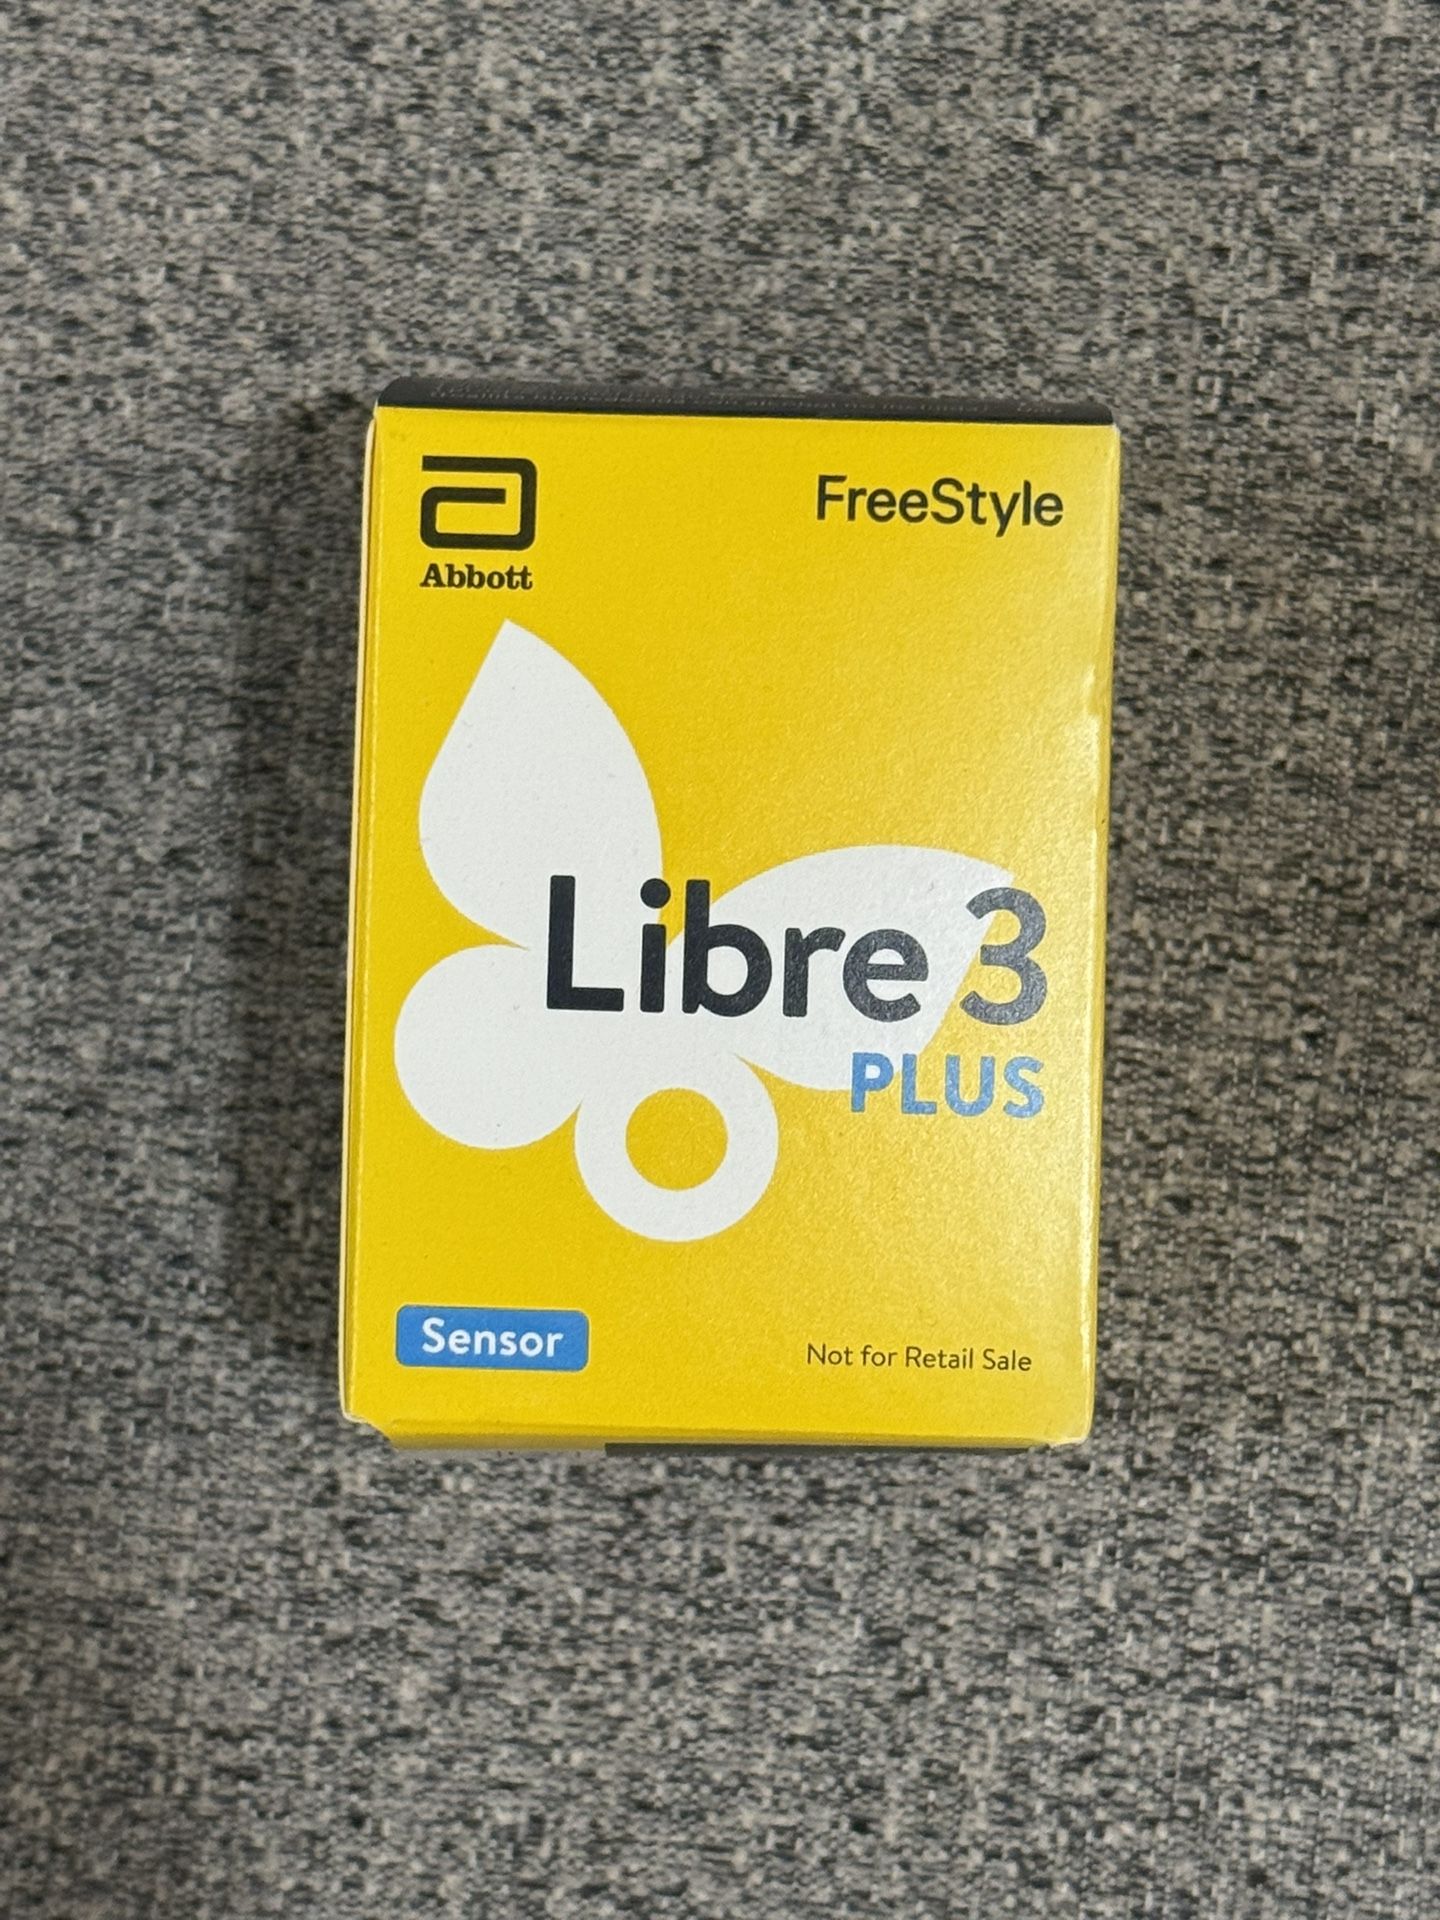 Abbott
FreeStyle
Libre 3
PLUS
Sensor
Not for Retail Sale